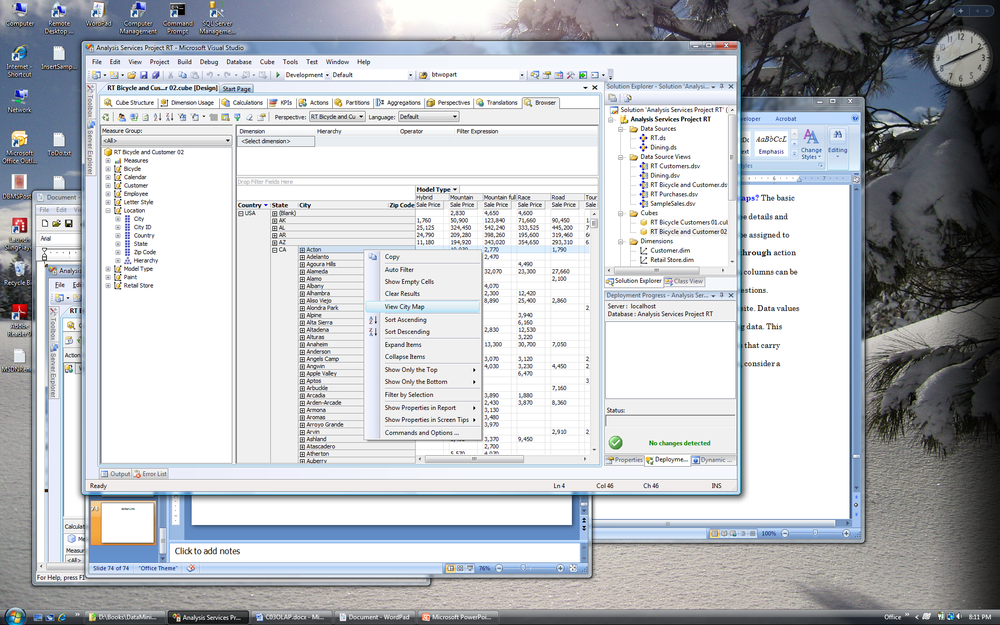 Computer
Remote Desktop ...
WordPad
Computer Management
Command Prompt
SQL Server Manageme...
Internet - Shortcut
InsertSamp...
Network
Microsoft Office Outl...
ToDo.txt
DBMSPost
Launch SlingPlaye
Recycle Bi
Adobe Reader 9
MSDNRene
Analysis Services Project RT - Microsoft Visual Studio
File Edit View Project Build Debug Database Cube Tools Test Window Help
Development Default btwopart
RT Bicycle and Cus...r 02.cube [Design] Start Page
Cube Structure Dimension Usage Calculations KPIs Actions Partitions Aggregations Perspectives Translations Browser
Perspective: RT Bicycle and Cu Language: Default
Toolbox
Server Explorer
Measure Group:
<All>
RT Bicycle and Customer 02
Measures
Bicycle
Calendar
Customer
Employee
Letter Style
Location
City
City ID
Country
State
Zip Code
Hierarchy
Model Type
Paint
Retail Store
Dimension Hierarchy Operator Filter Expression
<Select dimension>
Drop Filter Fields Here
Model Type
Hybrid Mountain Mountain full Race Road Tour
Country State City Zip Code Sale Price Sale Price Sale Price Sale Price Sale Price Sale
USA (Blank) 2,830 4,650 4,600
AK 1,760 50,900 123,840 71,660 90,450 1
AL 25,125 324,450 542,240 333,525 445,200 7
AR 24,790 209,280 398,260 195,600 319,460 6
AZ 11,180 194,920 343,020 354,650 293,310 6
CA Acton 2,770 1,790
Adelanto 2,470
Agoura Hills 4,490
Alameda 32,070 23,300 27,660
Alamo 2,100
Albany 4,070
Alhambra 2,300 12,420
Aliso Viejo 8,890 25,400 2,860
Alondra Park 2,
Alpine 3,940
Alta Sierra 6,160
Altadena 2,830 12,530
Alturas 3,220
Anaheim 13,300 30,700 7,050
Anderson
Angels Camp 3,070 3,120 2,
Angwin 4,030 3,230 4,450 2,
Apple Valley 6,470
Aptos 3,
Arbuckle 7,160
Arcadia 3,890 1,880
Arden-Arcade 2,430 3,870 8,360
Armona 3,130
Aromas 3,480
Arroyo Grande 3,970
Arvin 2,910 2,
Ashland 3,370 9,450
Atascadero 2,700
Atherton 5,570 4,070
Auberry
Copy
Auto Filter
Show Empty Cells
Clear Results
View City Map
Sort Ascending
Sort Descending
Expand Items
Collapse Items
Show Only the Top
Show Only the Bottom
Filter by Selection
Show Properties in Report
Show Properties in Screen Tips
Commands and Options ...
Solution Explorer - Solution 'Analysi...
Solution 'Analysis Services Project RT' (
Analysis Services Project RT
Data Sources
RT.ds
Dining.ds
Data Source Views
RT Customers.dsv
Dining.dsv
RT Bicycle and Customer.ds
RT Purchases.dsv
SampleSales.dsv
Cubes
RT Bicycle Customers 01.cu
RT Bicycle and Customer 02
Dimensions
Customer.dim
Retail Store.dim
Solution Explorer Class View
Deployment Progress - Analysis Ser...
Server : localhost
Database : Analysis Services Project RT
Status:
No changes detected
Properties Deployme... Dynamic ...
Output Error List
Ready Ln 4 Col 46 Ch 46 INS
veloper Acrobat
AaBbCcL
Emphasis
Change Styles
Editing
yles
6 7
aps? The basic
ee details and
be assigned to
through action
n columns can be
estions.
site. Data values
g data. This
s that carry
, consider a
100%
Document -
File Edit Vie
Arial
Analysis
File Edi
RT B
Toolbox
Server Explorer
Action
Calculat
Me
Measur
<All>
For Help, press F1
74
Action Link
Click to add notes
Slide 74 of 74 "Office Theme" 76%
D:\Books\DataMini...
Analysis Services Pr...
C03OLAP.docx - Mi...
Document - WordPad
Microsoft PowerPoi...
Office
8:11 PM